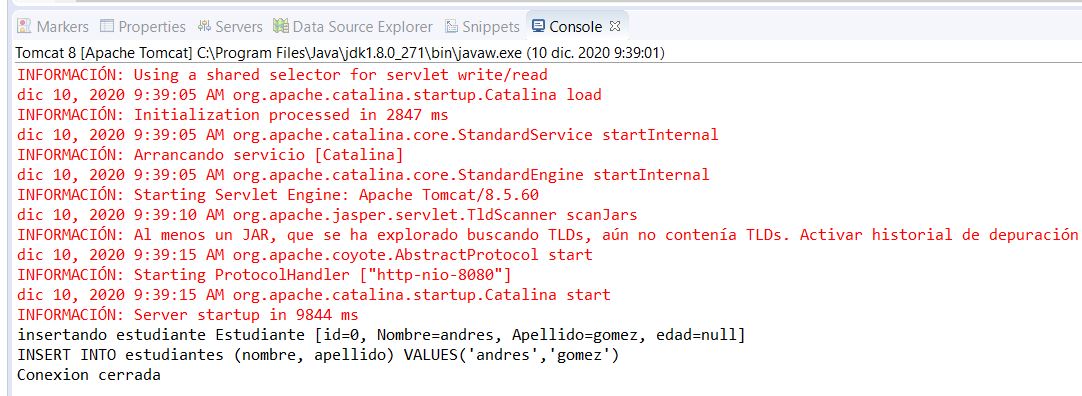 Markers Properties Servers Data Source Explorer Snippets Console
Tomcat 8 [Apache Tomcat] C:\Program Files\Java\jdk1.8.0_271\bin\javaw.exe (10 dic. 2020 9:39:01)
INFORMACIÓN: Using a shared selector for servlet write/read
dic 10, 2020 9:39:05 AM org.apache.catalina.startup.Catalina load
INFORMACIÓN: Initialization processed in 2847 ms
dic 10, 2020 9:39:05 AM org.apache.catalina.core.StandardService startInternal
INFORMACIÓN: Arrancando servicio [Catalina]
dic 10, 2020 9:39:05 AM org.apache.catalina.core.StandardEngine startInternal
INFORMACIÓN: Starting Servlet Engine: Apache Tomcat/8.5.60
dic 10, 2020 9:39:10 AM org.apache.jasper.servlet.TldScanner scanJars
INFORMACIÓN: Al menos un JAR, que se ha explorado buscando TLDs, aún no contenía TLDs. Activar historial de depuración
dic 10, 2020 9:39:15 AM org.apache.coyote.AbstractProtocol start
INFORMACIÓN: Starting ProtocolHandler ["http-nio-8080"]
dic 10, 2020 9:39:15 AM org.apache.catalina.startup.Catalina start
INFORMACIÓN: Server startup in 9844 ms
insertando estudiante Estudiante [id=0, Nombre=andres, Apellido=gomez, edad=null]
INSERT INTO estudiantes (nombre, apellido) VALUES('andres','gomez')
Conexion cerrada